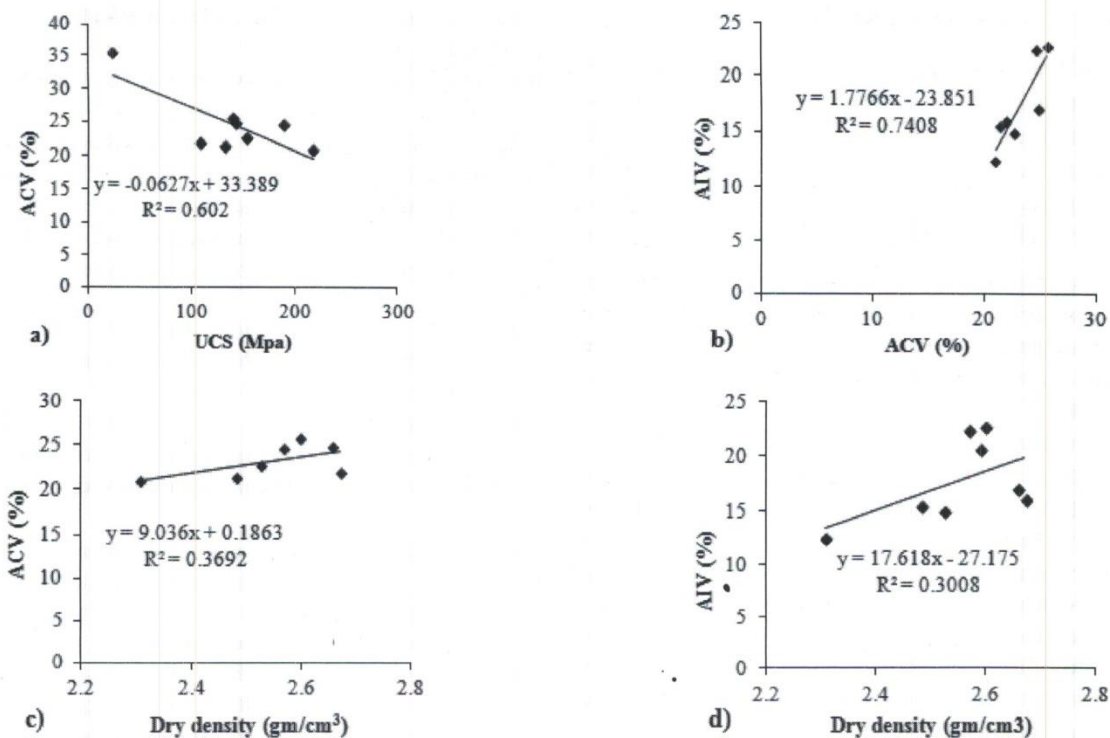 40
35
30
25
20
15
10
5
0
ACV (%)
y = -0.0627x + 33.389
R² = 0.602
0 100 200 300
UCS (Mpa)
a)
25
20
15
10
5
0
AIV (%)
y = 1.7766x - 23.851
R² = 0.7408
0 10 20 30
ACV (%)
b)
30
25
20
15
10
5
0
ACV (%)
y = 9.036x + 0.1863
R² = 0.3692
2.2 2.4 2.6 2.8
Dry density (gm/cm³)
c)
25
20
15
10
5
0
AIV (%)
y = 17.618x - 27.175
R² = 0.3008
2.2 2.4 2.6 2.8
Dry density (gm/cm3)
d)